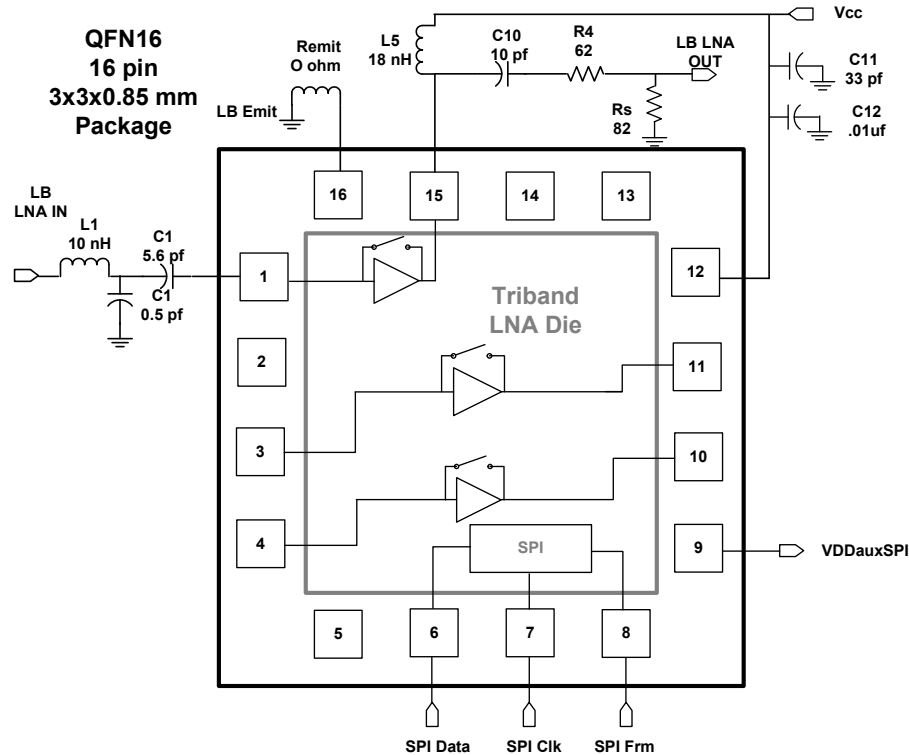 QFN16
16 pin
3x3x0.85 mm
Package
Remit
O ohm
LB Emit
L5
18 nH
C10
10 pf
R4
62
LB LNA
OUT
Rs
82
Vcc
C11
33 pf
C12
.01uf
LB
LNA IN
L1
10 nH
C1
5.6 pf
C1
0.5 pf
16
15
14
13
1
2
3
4
12
11
10
9
Triband
LNA Die
SPI
VDDauxSPI
5
6
7
8
SPI Data
SPI Clk
SPI Frm